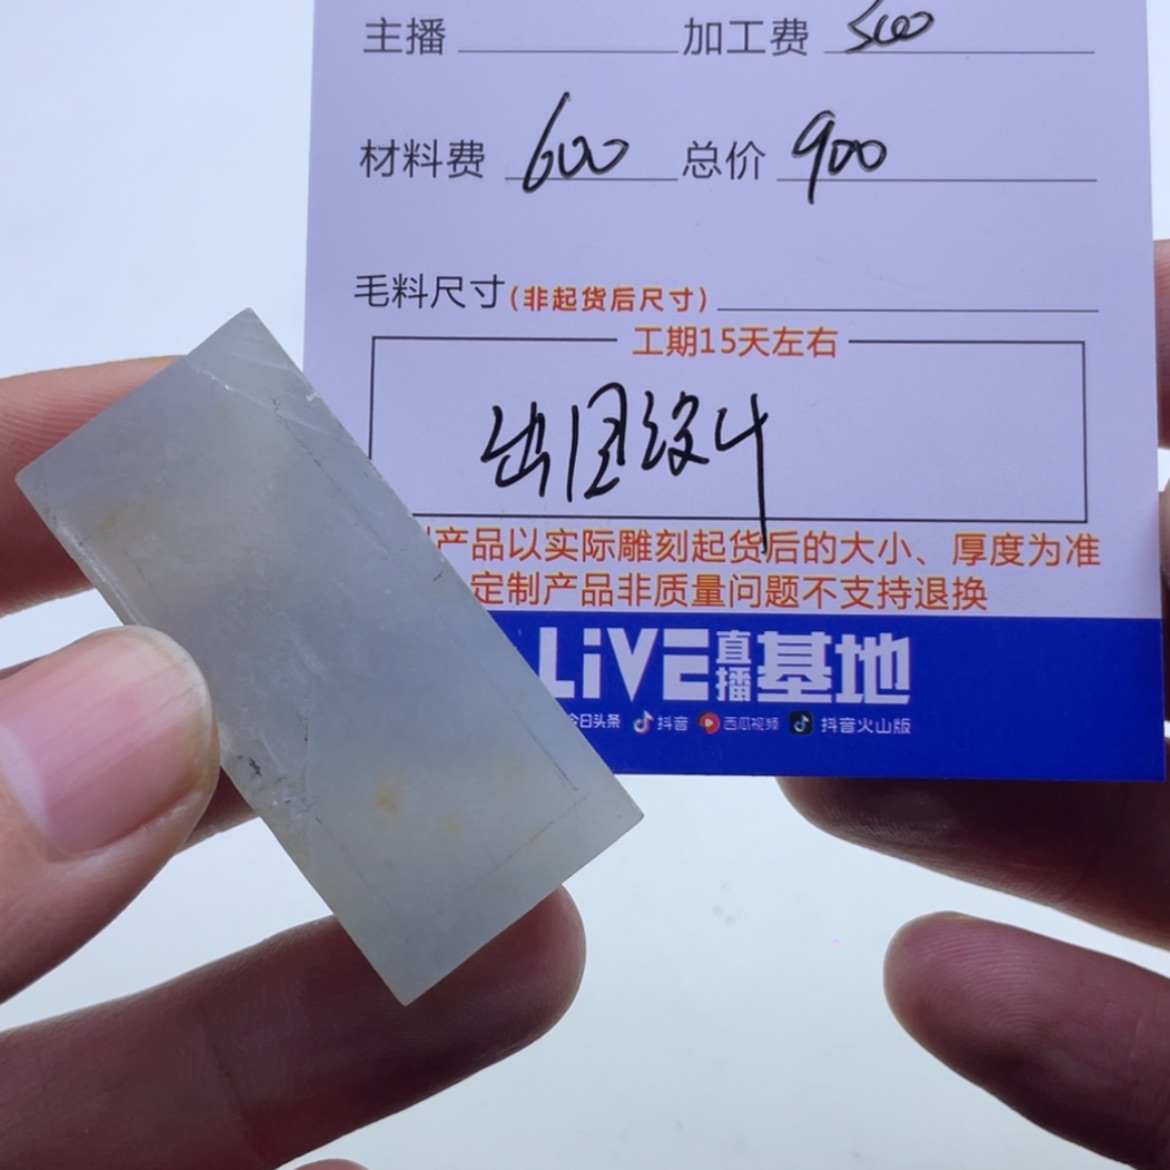 主播 加工费 300
材料费 600 总价 900
毛料尺寸(非起货后尺寸)
工期15天左右
出图设计
产品以实际雕刻起货后的大小、厚度为准
定制产品非质量问题不支持退换
LiVE直播基地
今日头条 抖音 西瓜视频 抖音火山版